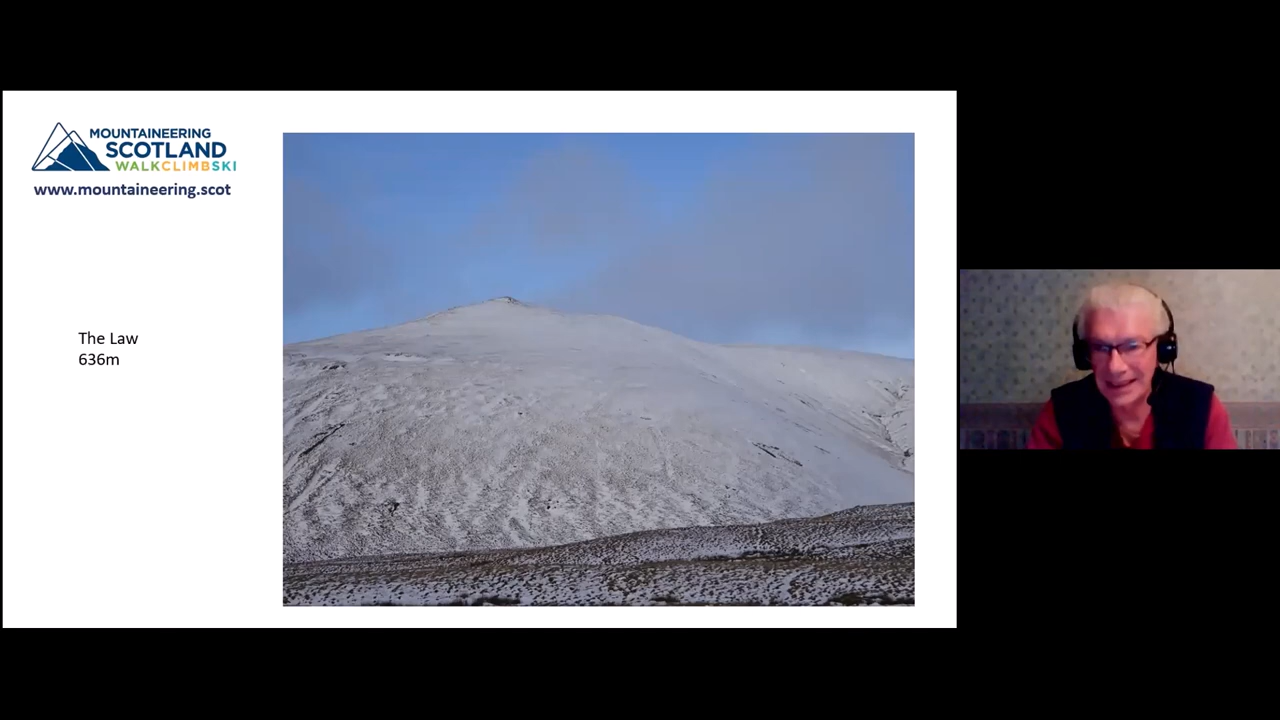 MOUNTAINEERING
SCOTLAND
WALKCLIMBSKI
www.mountaineering.scot
The Law
636m